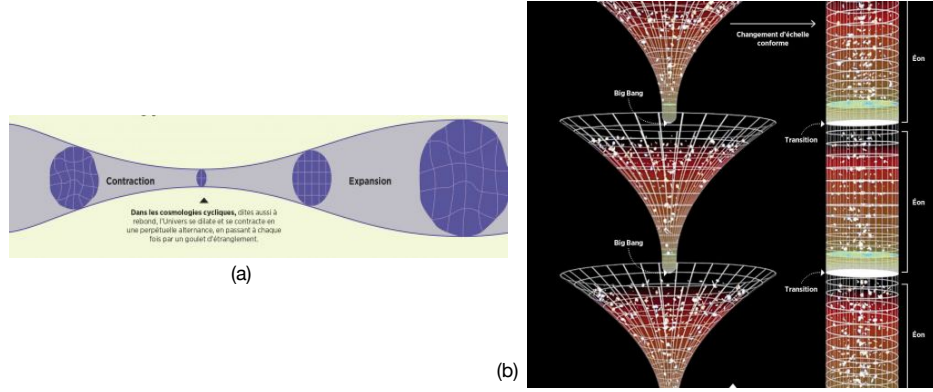 Contraction
Expansion
Dans les cosmologies cycliques, dites aussi à
rebond, l'Univers se dilate et se contracte en
une perpétuelle alternance, en passant à chaque
fois par un goulet d'étranglement.
(a)
Changement d'échelle
conforme
Éon
Big Bang
Transition
Éon
Big Bang
Transition
Éon
(b)